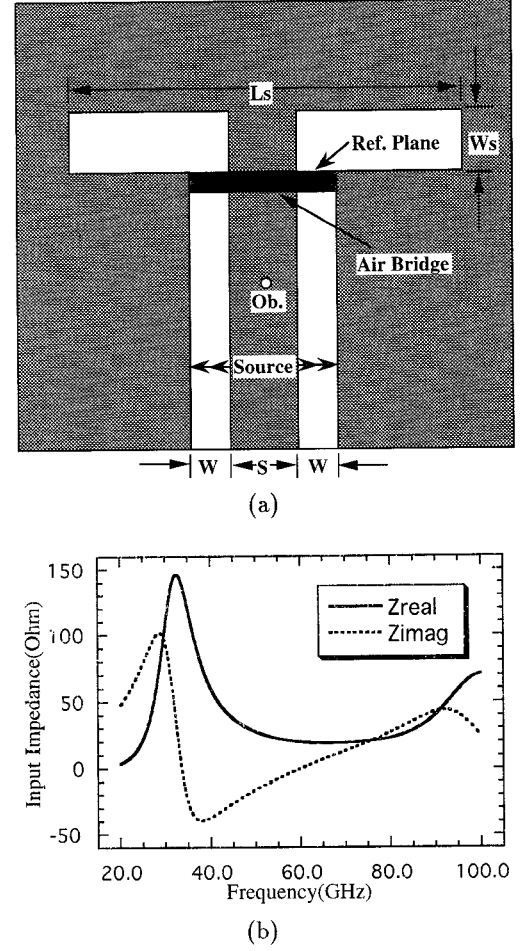 Ls
Ws
Ref. Plane
Air Bridge
Ob.
Source
W S W
(a)
150
100
50
0
-50
Input Impedance(Ohm)
Zreal
Zimag
20.0 40.0 60.0 80.0 100.0
Frequency(GHz)
(b)